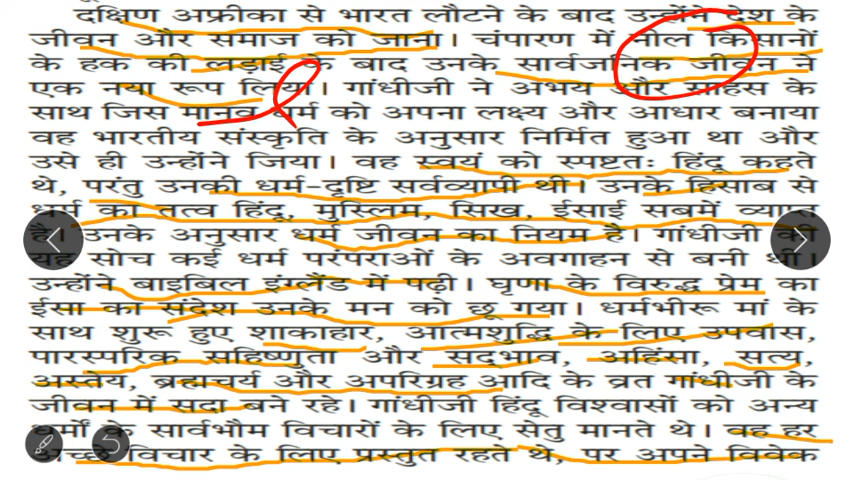 दक्षिण अफ्रीका से भारत लौटने के बाद उन्होंने देश के
जीवन और समाज को जाना। चंपारण में नील किसानों
के हक की लड़ाई के बाद उनके सार्वजनिक जीवन ने
एक नया रूप लिया। गांधीजी ने अभय और साहस के
साथ जिस मानव धर्म को अपना लक्ष्य और आधार बनाया
वह भारतीय संस्कृति के अनुसार निर्मित हुआ था और
उसे ही उन्होंने जिया। वह स्वयं को स्पष्टतः हिंदू कहते
थे, परंतु उनकी धर्म-दृष्टि सर्वव्यापी थी। उनके हिसाब से
धर्म का तत्व हिंदू, मुस्लिम, सिख, ईसाई सबमें व्याप्त
है। उनके अनुसार धर्म जीवन का नियम है। गांधीजी की
यह सोच कई धर्म परंपराओं के अवगाहन से बनी थी।
उन्होंने बाइबिल इंग्लैंड में पढ़ी। घृणा के विरुद्ध प्रेम का
ईसा का संदेश उनके मन को छू गया। धर्मभीरू मां के
साथ शुरू हुए शाकाहार, आत्मशुद्धि के लिए उपवास,
पारस्परिक सहिष्णुता और सद्भाव, अहिंसा, सत्य,
अस्तेय, ब्रह्मचर्य और अपरिग्रह आदि के व्रत गांधीजी के
जीवन में सदा बने रहे। गांधीजी हिंदू विश्वासों को अन्य
धर्मों के सार्वभौम विचारों के लिए सेतु मानते थे। वह हर
अच्छे विचार के लिए प्रस्तुत रहते थे, पर अपने विवेक